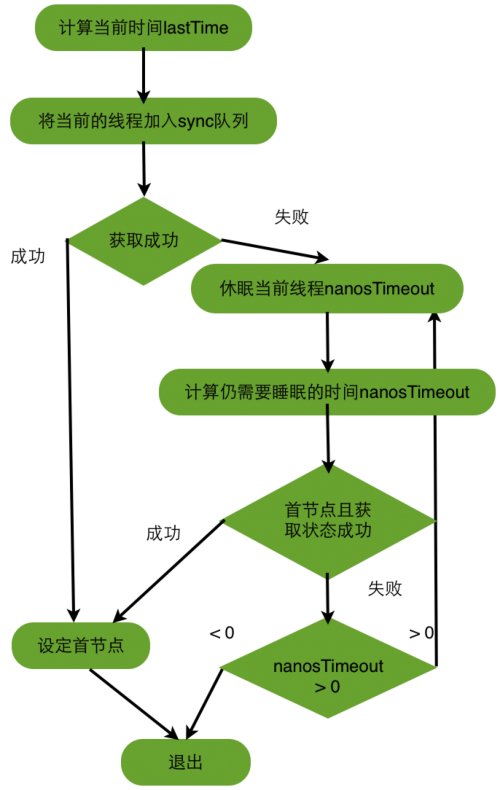 计算当前时间lastTime
将当前的线程加入sync队列
获取成功
失败
成功
休眠当前线程nanosTimeout
计算仍需要睡眠的时间nanosTimeout
首节点且获
取状态成功
成功
失败
设定首节点
<0
>0
nanosTimeout
>0
退出